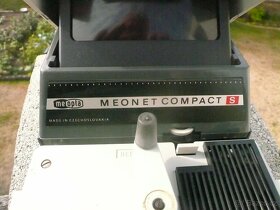 meopta MEONET COMPACT S
MADE IN CZECHOSLOVAKIA